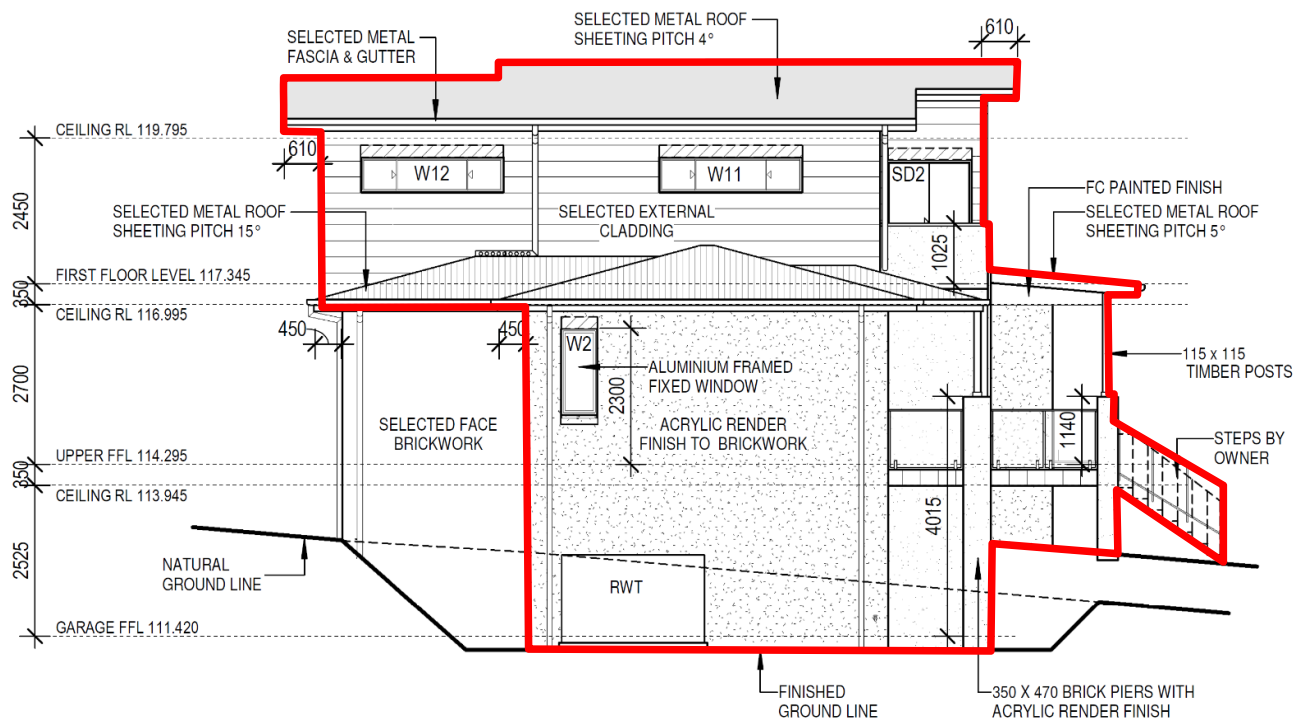 SELECTED METAL
FASCIA & GUTTER
SELECTED METAL ROOF
SHEETING PITCH 4°
610
CEILING RL 119.795
610
W12
W11
SD2
FC PAINTED FINISH
SELECTED METAL ROOF
SHEETING PITCH 5°
2450
SELECTED METAL ROOF
SHEETING PITCH 15°
SELECTED EXTERNAL
CLADDING
1025
FIRST FLOOR LEVEL 117.345
350
CEILING RL 116.995
450
450
W2
ALUMINIUM FRAMED
FIXED WINDOW
115 x 115
TIMBER POSTS
2700
2300
SELECTED FACE
BRICKWORK
ACRYLIC RENDER
FINISH TO BRICKWORK
1140
STEPS BY
OWNER
UPPER FFL 114.295
350
CEILING RL 113.945
4015
2525
NATURAL
GROUND LINE
RWT
GARAGE FFL 111.420
FINISHED
GROUND LINE
350 X 470 BRICK PIERS WITH
ACRYLIC RENDER FINISH